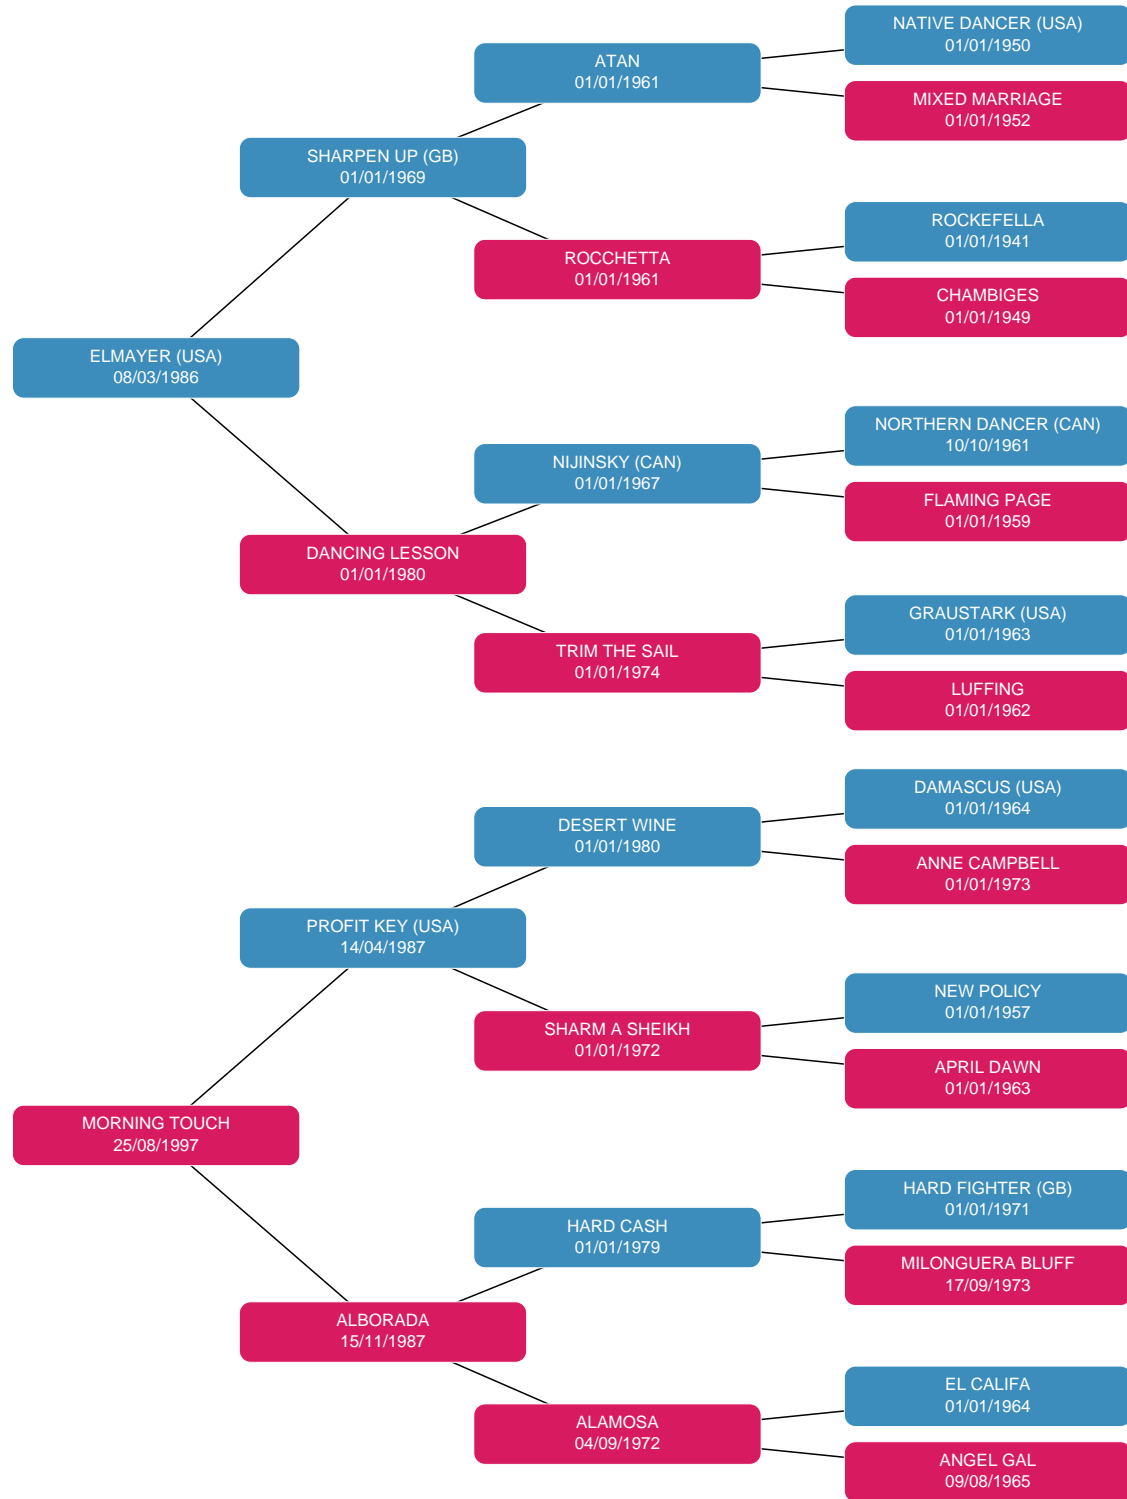 NATIVE DANCER (USA)
01/01/1950
ATAN
01/01/1961
MIXED MARRIAGE
01/01/1952
SHARPEN UP (GB)
01/01/1969
ROCKEFELLA
01/01/1941
ROCCHETTA
01/01/1961
CHAMBIGES
01/01/1949
ELMAYER (USA)
08/03/1986
NORTHERN DANCER (CAN)
10/10/1961
NIJINSKY (CAN)
01/01/1967
FLAMING PAGE
01/01/1959
DANCING LESSON
01/01/1980
GRAUSTARK (USA)
01/01/1963
TRIM THE SAIL
01/01/1974
LUFFING
01/01/1962
DAMASCUS (USA)
01/01/1964
DESERT WINE
01/01/1980
ANNE CAMPBELL
01/01/1973
PROFIT KEY (USA)
14/04/1987
NEW POLICY
01/01/1957
SHARM A SHEIKH
01/01/1972
APRIL DAWN
01/01/1963
MORNING TOUCH
25/08/1997
HARD FIGHTER (GB)
01/01/1971
HARD CASH
01/01/1979
MILONGUERA BLUFF
17/09/1973
ALBORADA
15/11/1987
EL CALIFA
01/01/1964
ALAMOSA
04/09/1972
ANGEL GAL
09/08/1965